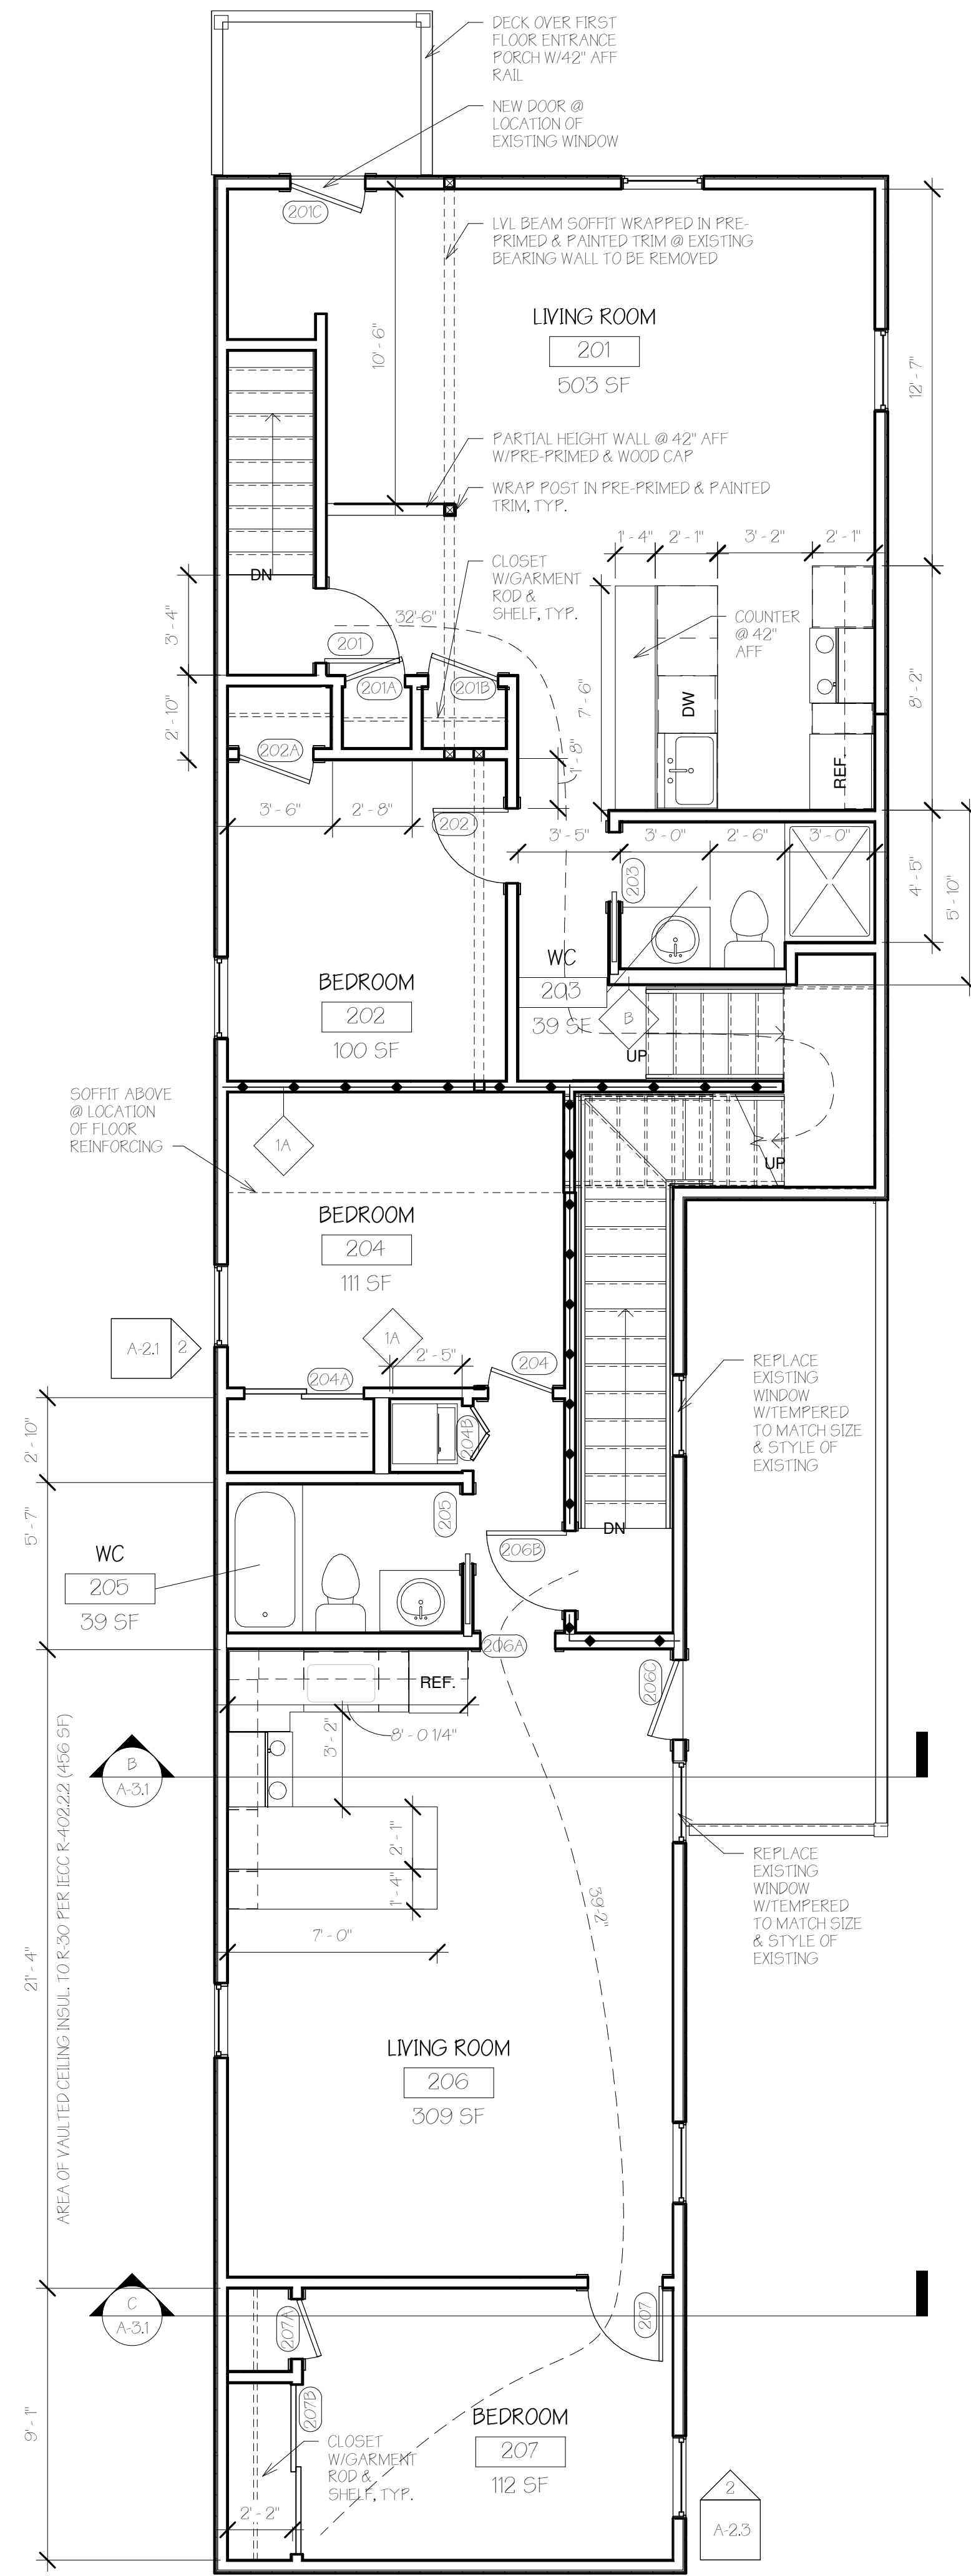 DECK OVER FIRST
FLOOR ENTRANCE
PORCH W/42" AFF
RAIL
NEW DOOR @
LOCATION OF
EXISTING WINDOW
201C
LVL BEAM SOFFIT WRAPPED IN PRE-
PRIMED & PAINTED TRIM @ EXISTING
BEARING WALL TO BE REMOVED
LIVING ROOM
201
503 SF
10' - 6"
12' - 7"
PARTIAL HEIGHT WALL @ 42" AFF
W/PRE-PRIMED & WOOD CAP
WRAP POST IN PRE-PRIMED & PAINTED
TRIM, TYP.
1' - 4"
2' - 1"
3' - 2"
2' - 1"
DN
CLOSET
W/GARMENT
ROD &
SHELF, TYP.
3' - 4"
32'-6"
COUNTER
@ 42"
AFF
201
201A
201B
7' - 6"
DW
8' - 2"
2' - 10"
202A
1' - 8"
REF.
3' - 6"
2' - 8"
202
3' - 5"
3' - 0"
2' - 6"
3' - 0"
203
4' - 5"
5' - 10"
WC
203
39 SF
BEDROOM
202
100 SF
B
UP
SOFFIT ABOVE
@ LOCATION
OF FLOOR
REINFORCING
1A
UP
BEDROOM
204
111 SF
A-2.1
2
1A
2' - 5"
204
204A
REPLACE
EXISTING
WINDOW
W/TEMPERED
TO MATCH SIZE
& STYLE OF
EXISTING
2' - 10"
204B
5' - 7"
205
DN
206B
WC
205
39 SF
206A
206C
REF.
8' - 0 1/4"
3' - 2"
B
A-3.1
AREA OF VAULTED CEILING INSUL. TO R-30 PER IECC R-402.2.2 (456 SF)
2' - 1"
1' - 4"
REPLACE
EXISTING
WINDOW
W/TEMPERED
TO MATCH SIZE
& STYLE OF
EXISTING
39'-2"
7' - 0"
21' - 4"
LIVING ROOM
206
309 SF
C
A-3.1
207A
207
207B
9' - 1"
BEDROOM
207
112 SF
CLOSET
W/GARMENT
ROD &
SHELF, TYP.
2' - 2"
2
A-2.3